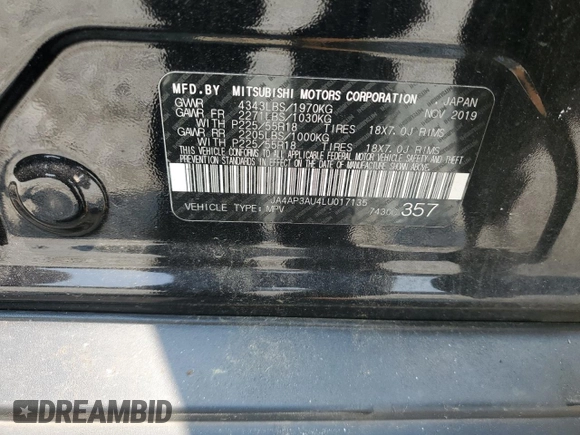 MFD. BY MITSUBISHI MOTORS CORPORATION , JAPAN
GVWR 4343LBS/1970KG NOV 2019
GAWR FR 2271LBS/1030KG
WITH P225/55R18 TIRES 18X7.0J RIMS
GAWR RR 2205LBS/1000KG
WITH P225/55R18 TIRES 18X7.0J RIMS
THIS VEHICLE CONFORMS TO ALL APPLICABLE FEDERAL MOTOR VEHICLE SAFETY AND THEFT
PREVENTION STANDARDS IN EFFECT ON THE DATE OF MANUFACTURE SHOWN ABOVE.
JA4AP3AU4LU017135
VEHICLE TYPE: MPV 357
DREAMBID